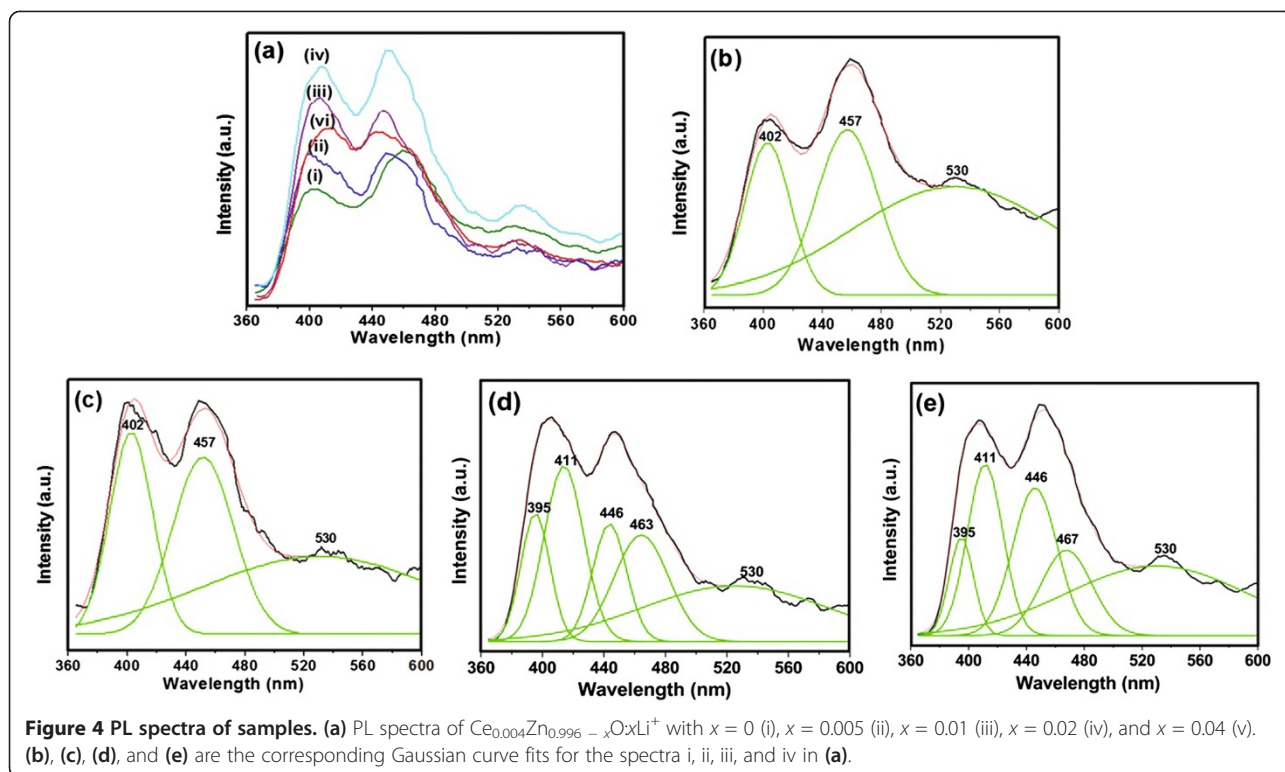 (a)
(iv)
(iii)
(vi)
(ii)
(i)
Intensity (a.u.)
360 400 440 480 520 560 600
Wavelength (nm)
(b)
402
457
530
Intensity (a.u.)
360 400 440 480 520 560 600
Wavelength (nm)
(c)
402
457
530
Intensity (a.u.)
360 400 440 480 520 560 600
Wavelength (nm)
(d)
395
411
446
463
530
Intensity (a.u.)
360 400 440 480 520 560 600
Wavelength (nm)
(e)
395
411
446
467
530
Intensity (a.u.)
360 400 440 480 520 560 600
Wavelength (nm)
Figure 4 PL spectra of samples. (a) PL spectra of Ce0.004Zn0.996 − xO:xLi+ with x = 0 (i), x = 0.005 (ii), x = 0.01 (iii), x = 0.02 (iv), and x = 0.04 (v).
(b), (c), (d), and (e) are the corresponding Gaussian curve fits for the spectra i, ii, iii, and iv in (a).